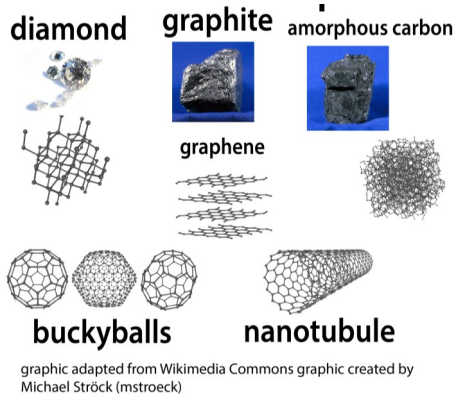 diamond
graphite
amorphous carbon
graphene
buckyballs
nanotubule
graphic adapted from Wikimedia Commons graphic created by
Michael Ströck (mstroeck)